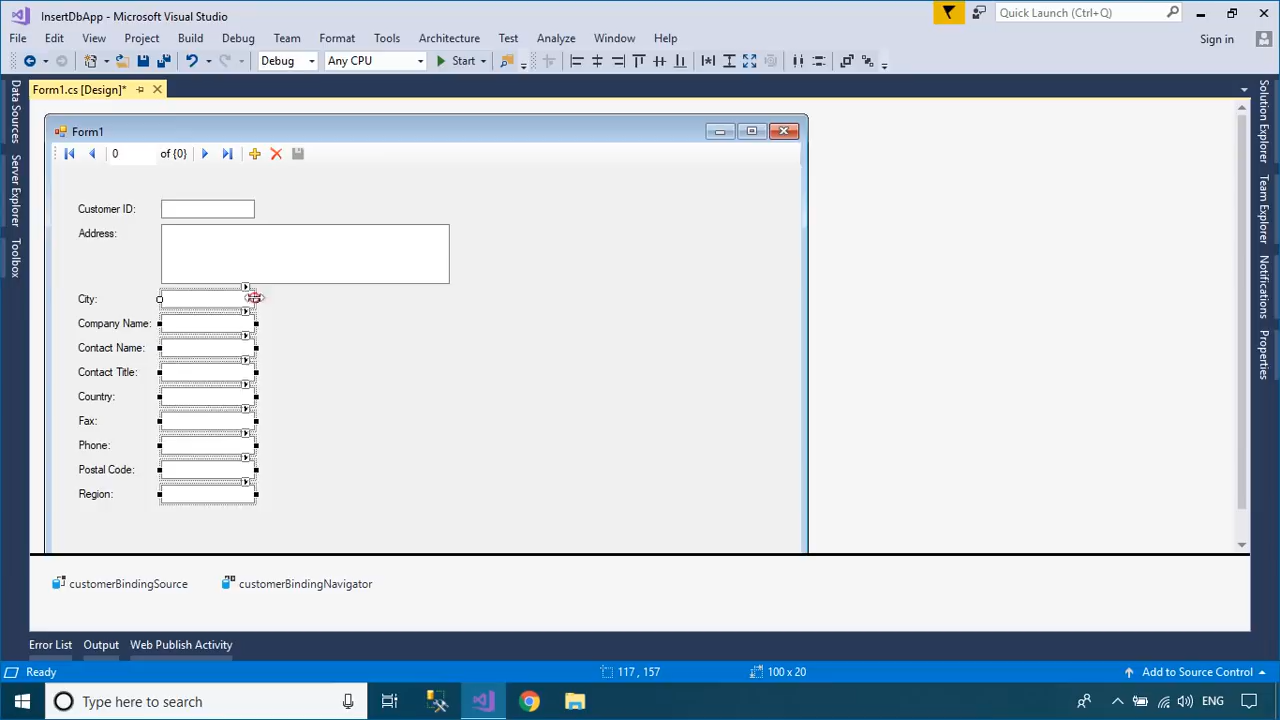 InsertDbApp - Microsoft Visual Studio
Quick Launch (Ctrl+Q)
File Edit View Project Build Debug Team Format Tools Architecture Test Analyze Window Help
Sign in
Debug Any CPU Start
Form1.cs [Design]*
Data Sources
Server Explorer
Toolbox
Solution Explorer
Team Explorer
Notifications
Properties
Form1
0 of {0}
Customer ID:
Address:
City:
Company Name:
Contact Name:
Contact Title:
Country:
Fax:
Phone:
Postal Code:
Region:
customerBindingSource customerBindingNavigator
Error List Output Web Publish Activity
Ready 117 , 157 100 x 20 Add to Source Control
Type here to search ENG